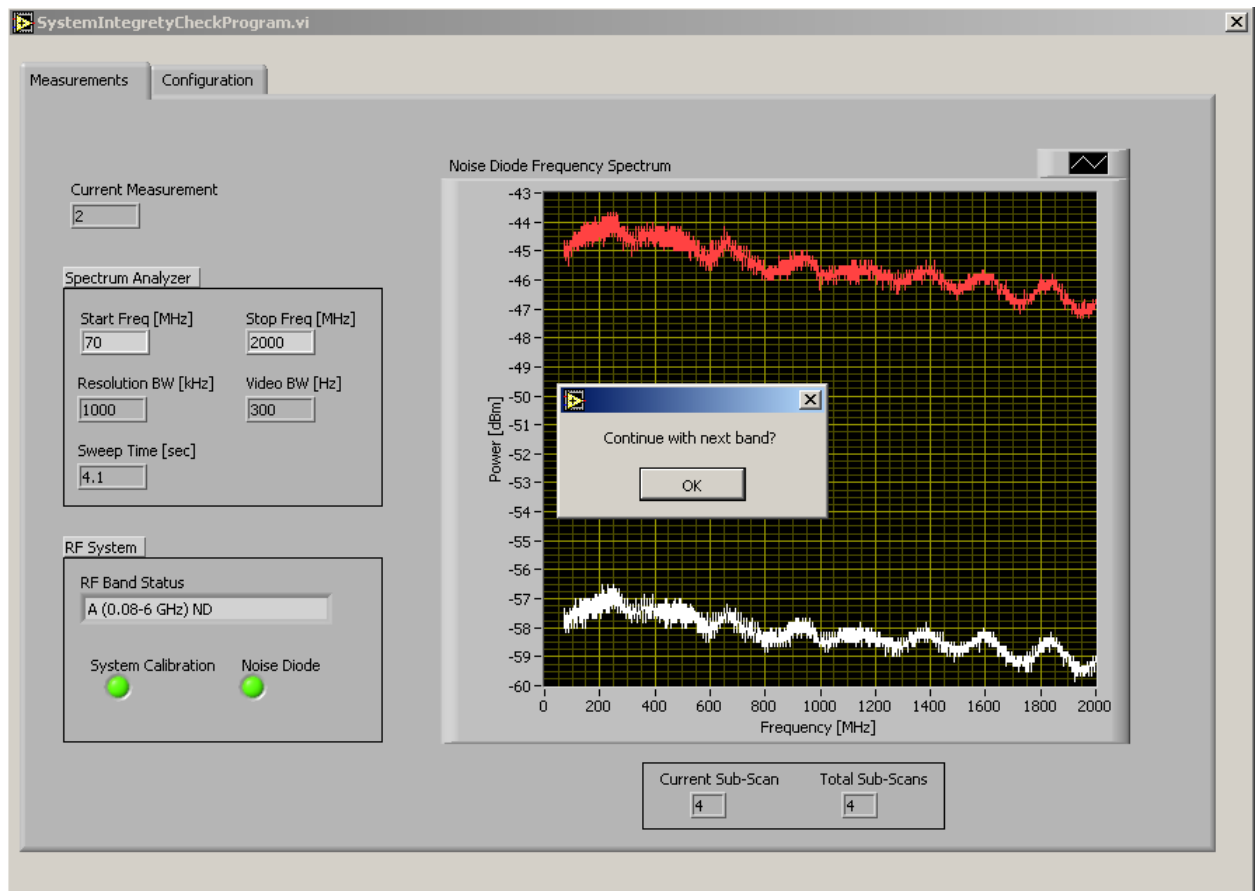 SystemIntegretyCheckProgram.vi
Measurements
Configuration
Current Measurement
2
Spectrum Analyzer
Start Freq [MHz]
Stop Freq [MHz]
70
2000
Resolution BW [kHz]
Video BW [Hz]
1000
300
Sweep Time [sec]
4.1
RF System
RF Band Status
A (0.08-6 GHz) ND
System Calibration
Noise Diode
Noise Diode Frequency Spectrum
Power [dBm]
-43
-44
-45
-46
-47
-48
-49
-50
-51
-52
-53
-54
-55
-56
-57
-58
-59
-60
0 200 400 600 800 1000 1200 1400 1600 1800 2000
Frequency [MHz]
Continue with next band?
OK
Current Sub-Scan
Total Sub-Scans
4
4